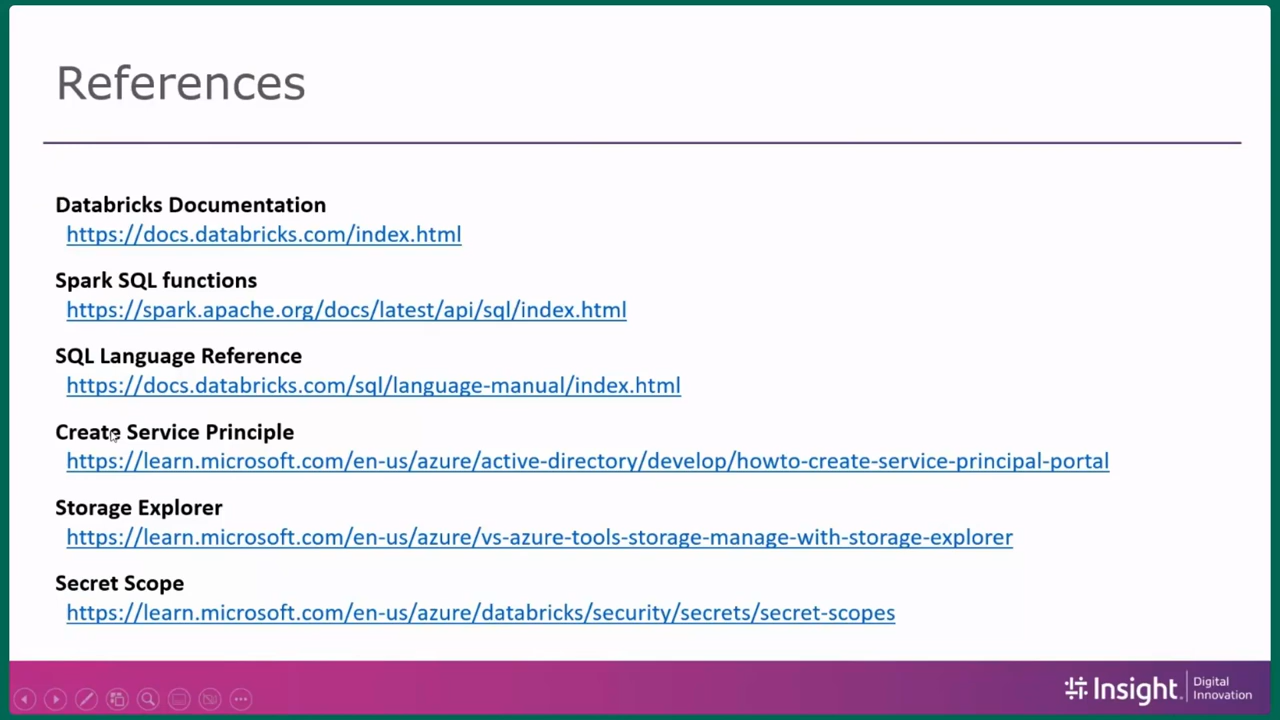 References
Databricks Documentation
https://docs.databricks.com/index.html
Spark SQL functions
https://spark.apache.org/docs/latest/api/sql/index.html
SQL Language Reference
https://docs.databricks.com/sql/language-manual/index.html
Create Service Principle
https://learn.microsoft.com/en-us/azure/active-directory/develop/howto-create-service-principal-portal
Storage Explorer
https://learn.microsoft.com/en-us/azure/vs-azure-tools-storage-manage-with-storage-explorer
Secret Scope
https://learn.microsoft.com/en-us/azure/databricks/security/secrets/secret-scopes
Insight
Digital
Innovation